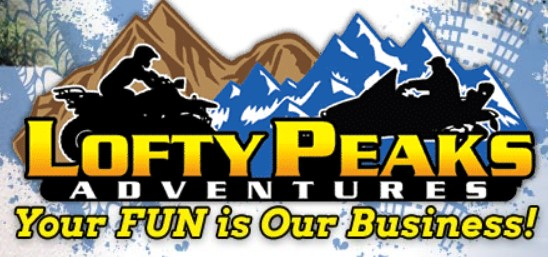 LOFTY PEAKS
ADVENTURES
Your FUN is Our Business!